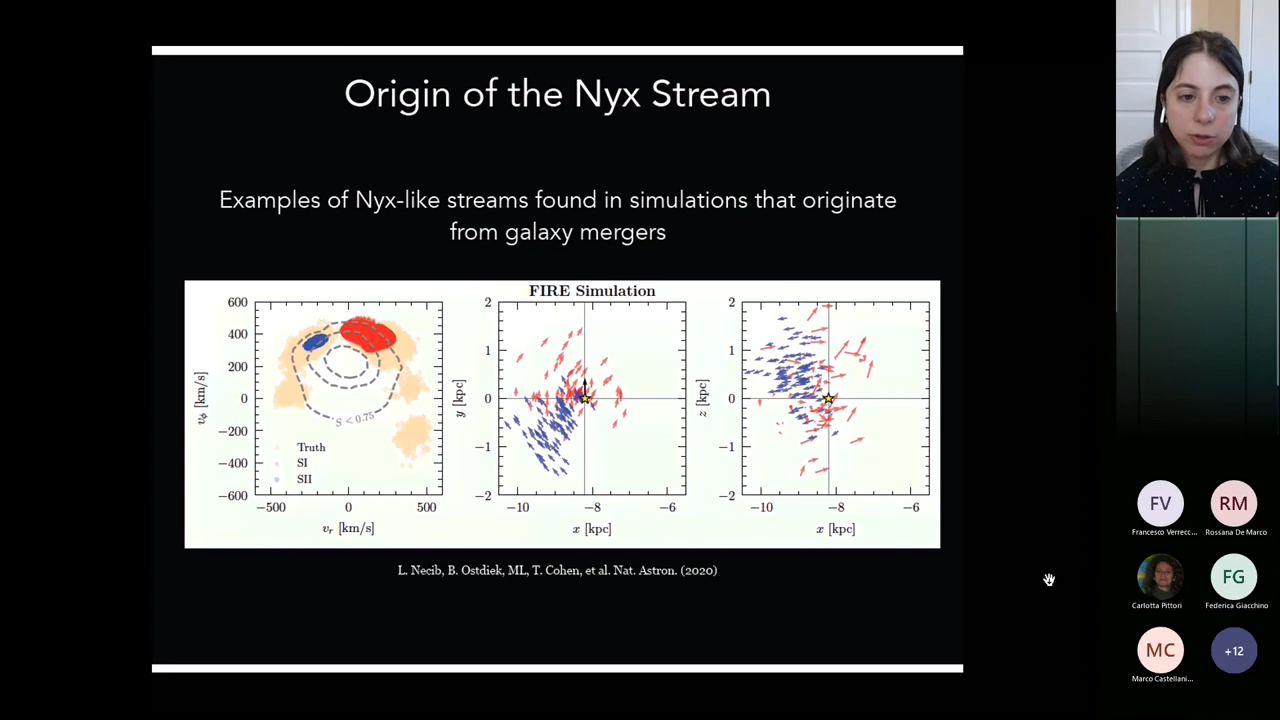 Origin of the Nyx Stream
Examples of Nyx-like streams found in simulations that originate
from galaxy mergers
FIRE Simulation
600
400
200
0
−200
−400
−600
vϕ [km/s]
S < 0.75
Truth
SI
SII
−500
0
500
vr [km/s]
2
1
0
−1
−2
y [kpc]
−10
−8
−6
x [kpc]
2
1
0
−1
−2
z [kpc]
−10
−8
−6
x [kpc]
L. Necib, B. Ostdiek, ML, T. Cohen, et al. Nat. Astron. (2020)
FV
RM
Francesco Verrecc...
Rossana De Marco
FG
Carlotta Pittori
Federica Giacchino
MC
+12
Marco Castellani...